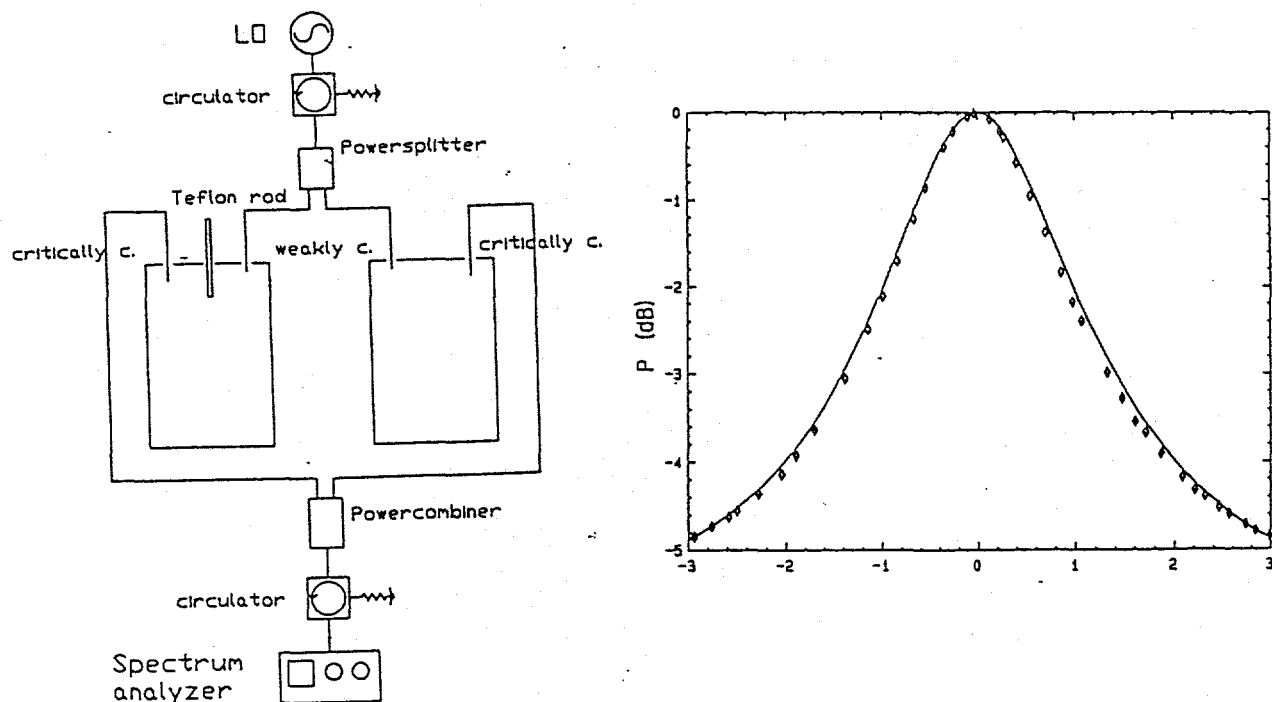 LO
circulator
Powersplitter
Teflon rod
critically c.
weakly c.
critically c.
Powercombiner
circulator
Spectrum
analyzer
P (dB)
0
-1
-2
-3
-4
-5
-3
-2
-1
0
1
2
3